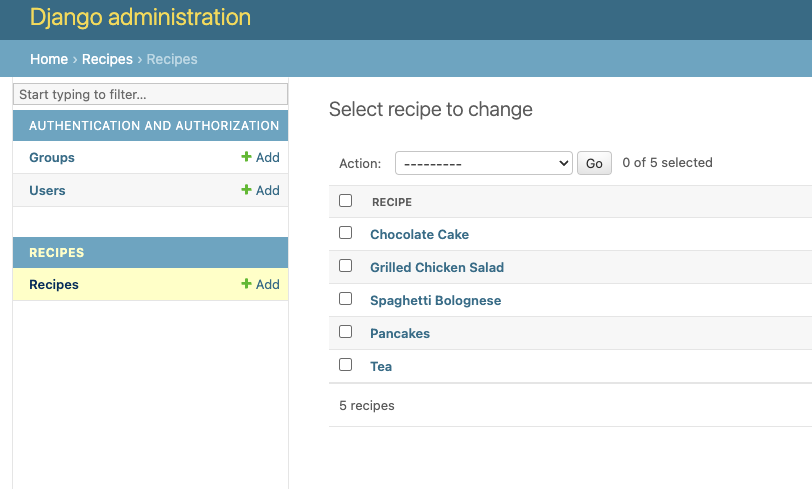 Django administration
Home › Recipes › Recipes
Start typing to filter...
AUTHENTICATION AND AUTHORIZATION
Groups + Add
Users + Add
RECIPES
Recipes + Add
Select recipe to change
Action: --------- Go 0 of 5 selected
RECIPE
Chocolate Cake
Grilled Chicken Salad
Spaghetti Bolognese
Pancakes
Tea
5 recipes